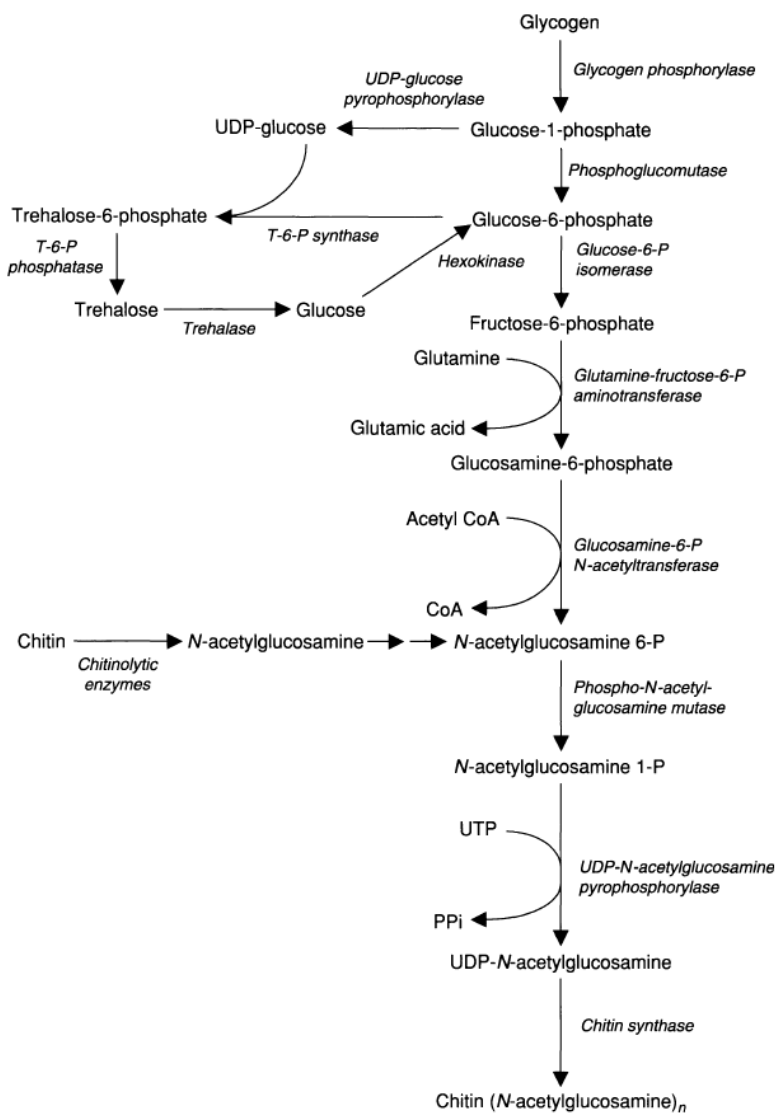 Glycogen
Glycogen phosphorylase
UDP-glucose
pyrophosphorylase
UDP-glucose
Glucose-1-phosphate
Phosphoglucomutase
Trehalose-6-phosphate
Glucose-6-phosphate
T-6-P synthase
T-6-P
phosphatase
Hexokinase
Glucose-6-P
isomerase
Trehalose
Glucose
Trehalase
Fructose-6-phosphate
Glutamine
Glutamine-fructose-6-P
aminotransferase
Glutamic acid
Glucosamine-6-phosphate
Acetyl CoA
Glucosamine-6-P
N-acetyltransferase
CoA
Chitin
N-acetylglucosamine
N-acetylglucosamine 6-P
Chitinolytic
enzymes
Phospho-N-acetyl-
glucosamine mutase
N-acetylglucosamine 1-P
UTP
UDP-N-acetylglucosamine
pyrophosphorylase
PPi
UDP-N-acetylglucosamine
Chitin synthase
Chitin (N-acetylglucosamine)n